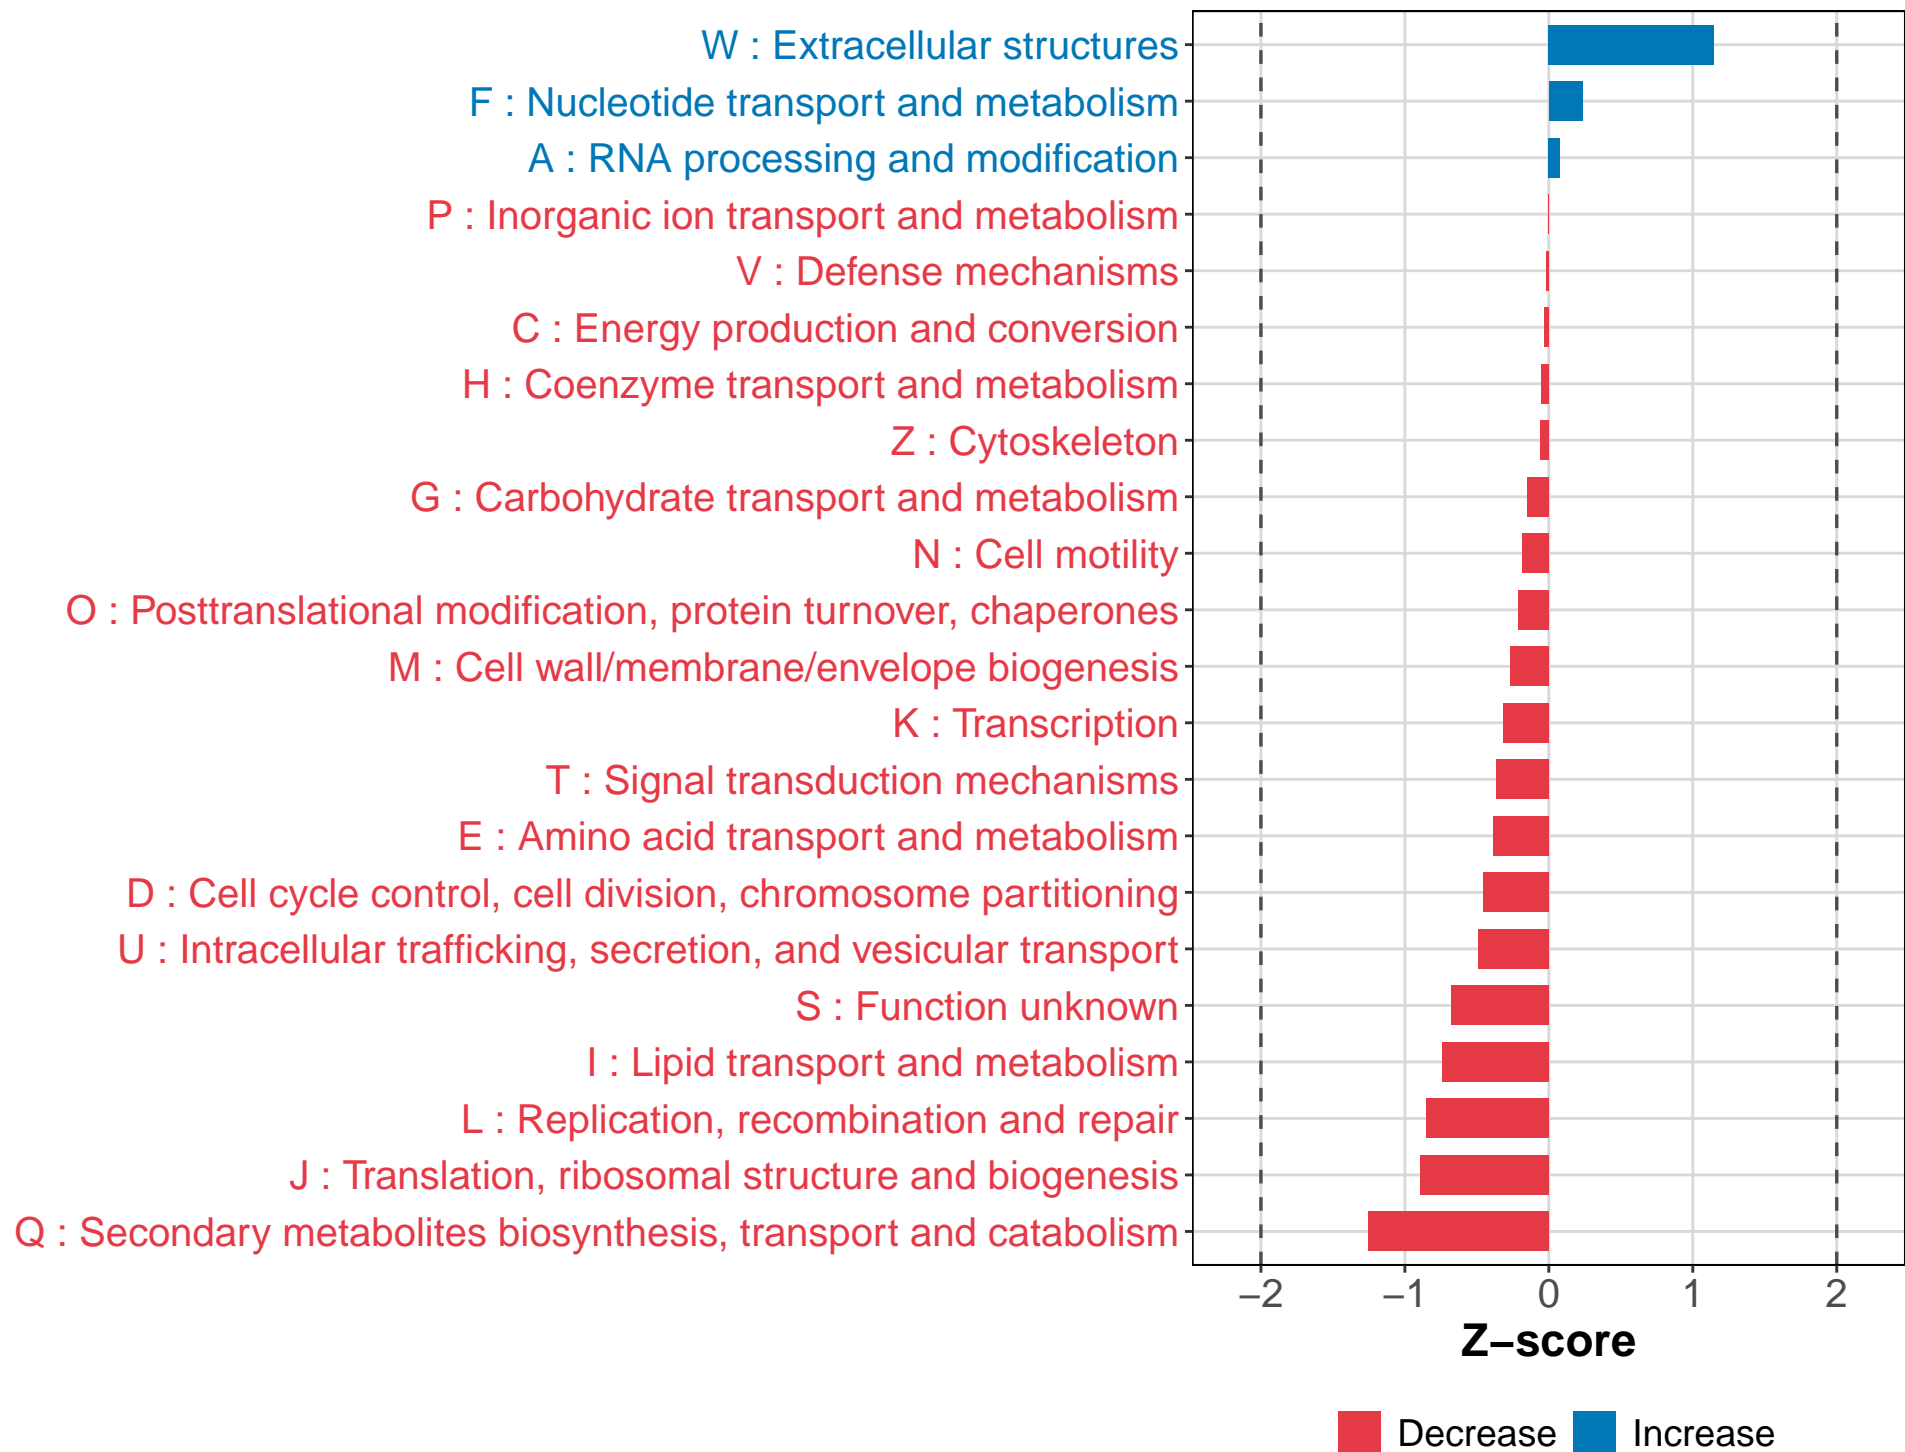 W : Extracellular structures
F : Nucleotide transport and metabolism
A : RNA processing and modification
P : Inorganic ion transport and metabolism
V : Defense mechanisms
C : Energy production and conversion
H : Coenzyme transport and metabolism
Z : Cytoskeleton
G : Carbohydrate transport and metabolism
N : Cell motility
O : Posttranslational modification, protein turnover, chaperones
M : Cell wall/membrane/envelope biogenesis
K : Transcription
T : Signal transduction mechanisms
E : Amino acid transport and metabolism
D : Cell cycle control, cell division, chromosome partitioning
U : Intracellular trafficking, secretion, and vesicular transport
S : Function unknown
I : Lipid transport and metabolism
L : Replication, recombination and repair
J : Translation, ribosomal structure and biogenesis
Q : Secondary metabolites biosynthesis, transport and catabolism
−2 −1 0 1 2
Z−score
Decrease Increase